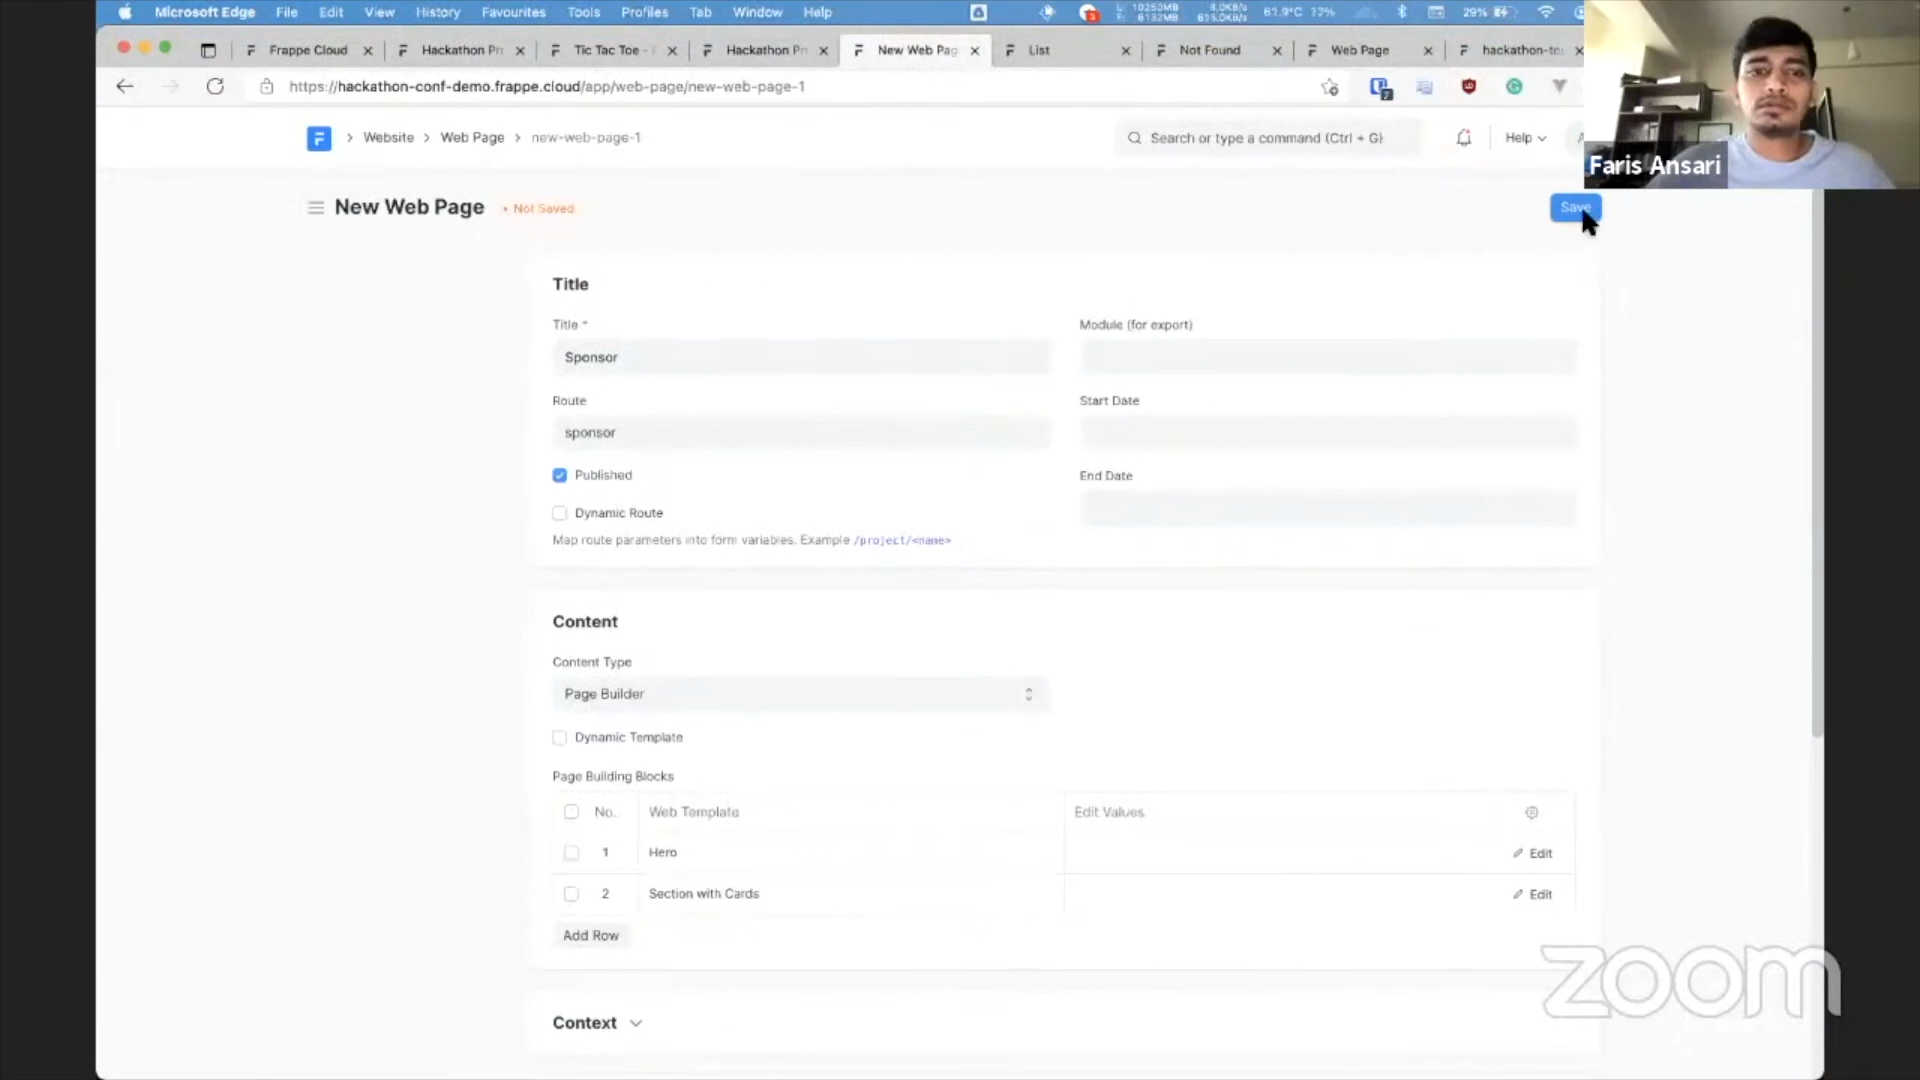 Microsoft Edge File Edit View History Favourites Tools Profiles Tab Window Help 61.9°C 29%
Frappe Cloud Hackathon Pr Tic Tac Toe - Hackathon Pr New Web Pag List Not Found Web Page hackathon-te
https://hackathon-conf-demo.frappe.cloud/app/web-page/new-web-page-1
Website Web Page new-web-page-1 Search or type a command (Ctrl + G) Help
Faris Ansari
New Web Page • Not Saved Save
Title
Title * Module (for export)
Sponsor
Route Start Date
sponsor
Published End Date
Dynamic Route
Map route parameters into form variables. Example /project/<name>
Content
Content Type
Page Builder
Dynamic Template
Page Building Blocks
No. Web Template Edit Values
1 Hero Edit
2 Section with Cards Edit
Add Row
zoom
Context